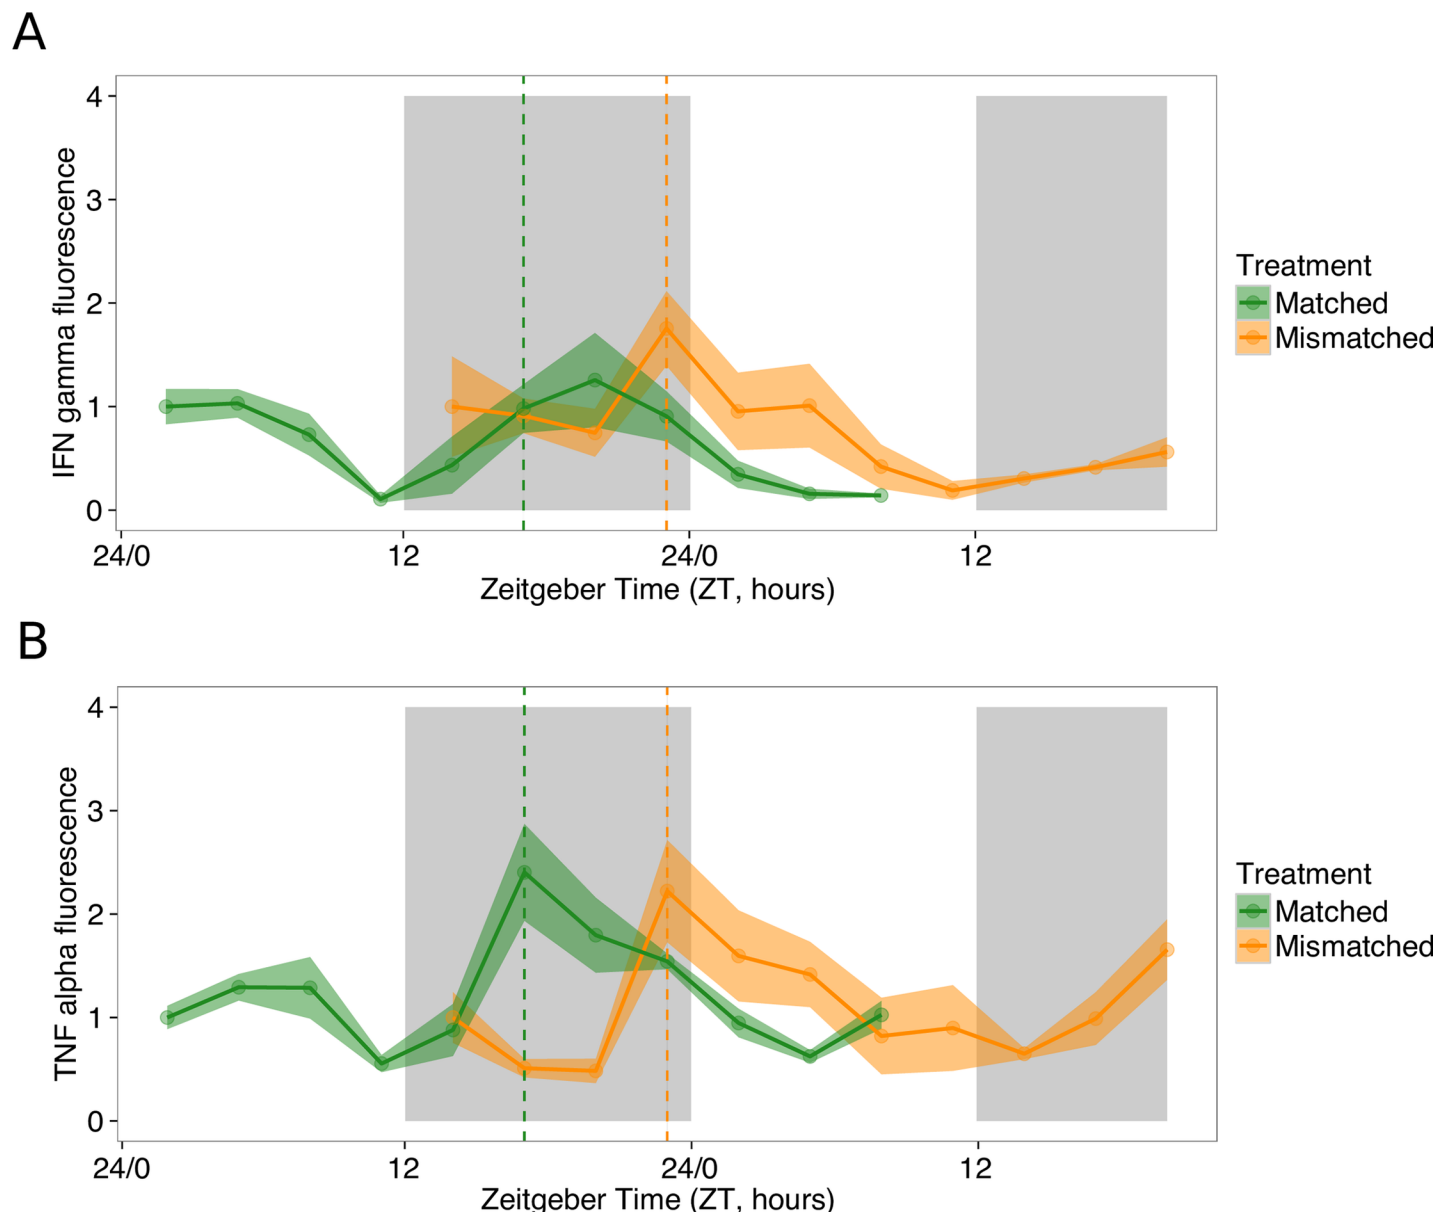 A
IFN gamma fluorescence
4
3
2
1
0
24/0 12 24/0 12
Zeitgeber Time (ZT, hours)
Treatment
Matched
Mismatched
B
TNF alpha fluorescence
4
3
2
1
0
24/0 12 24/0 12
Zeitgeber Time (ZT, hours)
Treatment
Matched
Mismatched